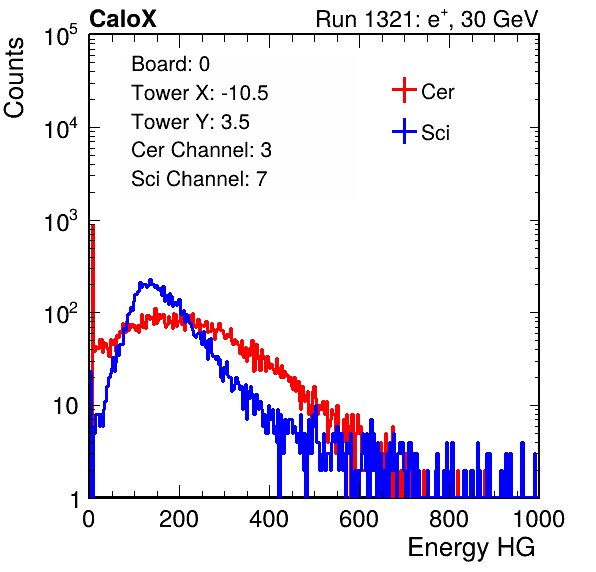 CaloX Run 1321: e⁺, 30 GeV
Counts
Board: 0
Tower X: -10.5
Tower Y: 3.5
Cer Channel: 3
Sci Channel: 7
Cer
Sci
10⁵
10⁴
10³
10²
10
1
0 200 400 600 800 1000
Energy HG